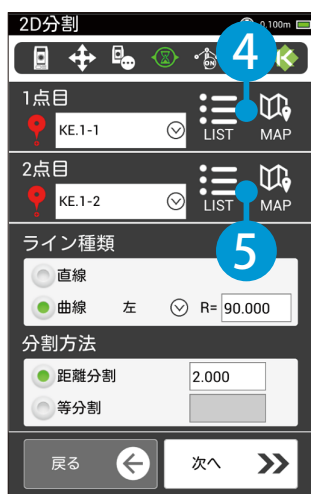 2D分割 0.100m
ON
4
1点目
KE.1-1 LIST MAP
2点目
KE.1-2 LIST MAP
5
ライン種類
直線
曲線 左 R= 90.000
分割方法
距離分割 2.000
等分割
戻る 次へ